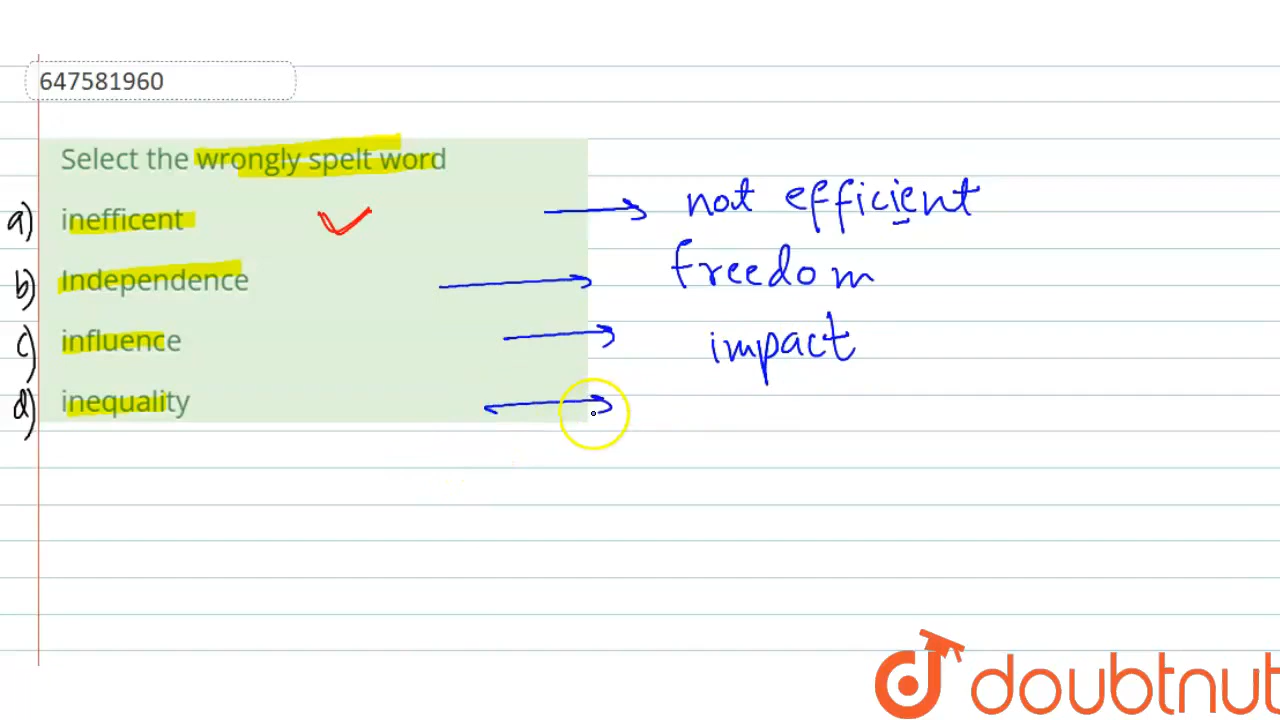 647581960
Select the wrongly spelt word
a) inefficent not efficient
b) Independence freedom
c) influence impact
d) inequality
doubtnut